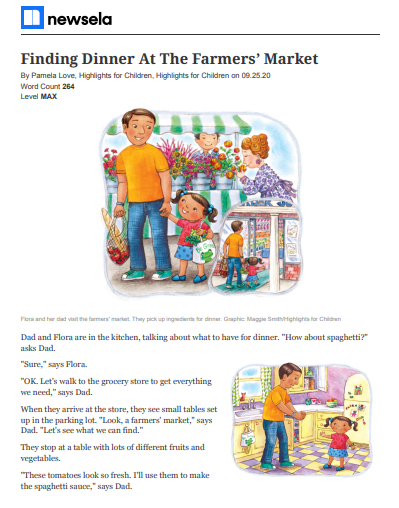 newsela
Finding Dinner At The Farmers' Market
By Pamela Love, Highlights for Children, Highlights for Children on 09.25.20
Word Count 264
Level MAX
Flora and her dad visit the farmers' market. They pick up ingredients for dinner. Graphic: Maggie Smith/Highlights for Children
Dad and Flora are in the kitchen, talking about what to have for dinner. "How about spaghetti?"
asks Dad.
"Sure," says Flora.
"OK. Let's walk to the grocery store to get everything
we need," says Dad.
When they arrive at the store, they see small tables set
up in the parking lot. "Look, a farmers' market," says
Dad. "Let's see what we can find."
They stop at a table with lots of different fruits and
vegetables.
"These tomatoes look so fresh. I'll use them to make
the spaghetti sauce," says Dad.